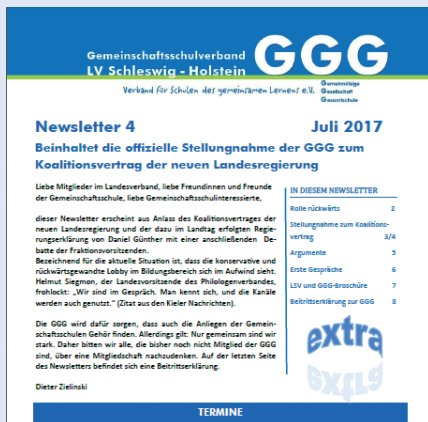 Gemeinschaftsschulverband
LV Schleswig - Holstein
GGG
Verband für Schulen des gemeinsamen Lernens e.V.
Gemeinnützige
Gesellschaft
Gesamtschule
Newsletter 4
Juli 2017
Beinhaltet die offizielle Stellungnahme der GGG zum
Koalitionsvertrag der neuen Landesregierung
Liebe Mitglieder im Landesverband, liebe Freundinnen und Freunde
der Gemeinschaftsschule, liebe Gemeinschaftsschulinteressierte,
dieser Newsletter erscheint aus Anlass des Koalitionsvertrages der
neuen Landesregierung und der dazu im Landtag erfolgten Regie-
rungserklärung von Daniel Günther mit einer anschließenden De-
batte der Fraktionsvorsitzenden.
Bezeichnend für die aktuelle Situation ist, dass die konservative und
rückwärtsgewandte Lobby im Bildungsbereich sich im Aufwind sieht.
Helmut Siegmon, der Landesvorsitzende des Philologenverbandes,
frohlockt: „Wir sind im Gespräch. Man kennt sich, und die Kanäle
werden auch genutzt.“ (Zitat aus den Kieler Nachrichten).
Die GGG wird dafür sorgen, dass auch die Anliegen der Gemein-
schaftsschulen Gehör finden. Allerdings gilt: Nur gemeinsam sind wir
stark. Daher bitten wir alle, die bisher noch nicht Mitglied der GGG
sind, über eine Mitgliedschaft nachzudenken. Auf der letzten Seite
des Newsletters befindet sich eine Beitrittserklärung.
Dieter Zielinski
IN DIESEM NEWSLETTER
Rolle rückwärts 2
Stellungnahme zum Koalitions-
vertrag 3/4
Argumente 5
Erste Gespräche 6
LSV und GGG-Broschüre 7
Beitrittserklärung zur GGG 8
extra
TERMINE